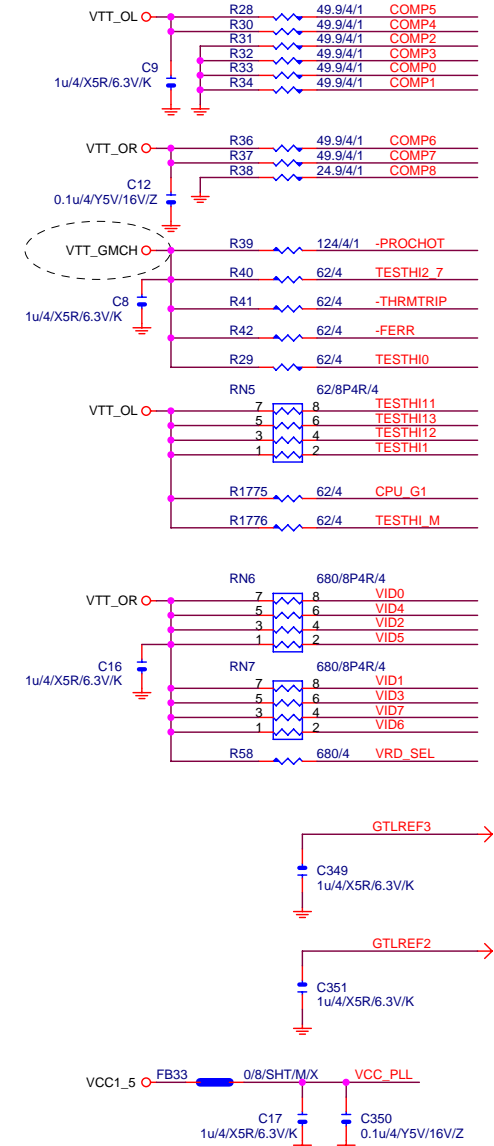 VTT_OL R28 49.9/4/1 COMP5
R30 49.9/4/1 COMP4
R31 49.9/4/1 COMP2
R32 49.9/4/1 COMP3
C9 R33 49.9/4/1 COMP0
1u/4/X5R/6.3V/K R34 49.9/4/1 COMP1
VTT_OR R36 49.9/4/1 COMP6
R37 49.9/4/1 COMP7
R38 24.9/4/1 COMP8
C12
0.1u/4/Y5V/16V/Z
VTT_GMCH R39 124/4/1 -PROCHOT
R40 62/4 TESTHI2_7
C8 R41 62/4 -THRMTRIP
1u/4/X5R/6.3V/K
R42 62/4 -FERR
R29 62/4 TESTHI0
RN5 62/8P4R/4
VTT_OL 7 8 TESTHI11
5 6 TESTHI13
3 4 TESTHI12
1 2 TESTHI1
R1775 62/4 CPU_G1
R1776 62/4 TESTHI_M
RN6 680/8P4R/4
VTT_OR 7 8 VID0
5 6 VID4
3 4 VID2
1 2 VID5
C16 RN7 680/8P4R/4
1u/4/X5R/6.3V/K 7 8 VID1
5 6 VID3
3 4 VID7
1 2 VID6
R58 680/4 VRD_SEL
GTLREF3
C349
1u/4/X5R/6.3V/K
GTLREF2
C351
1u/4/X5R/6.3V/K
VCC1_5 FB33 0/8/SHT/M/X VCC_PLL
C17 C350
1u/4/X5R/6.3V/K 0.1u/4/Y5V/16V/Z